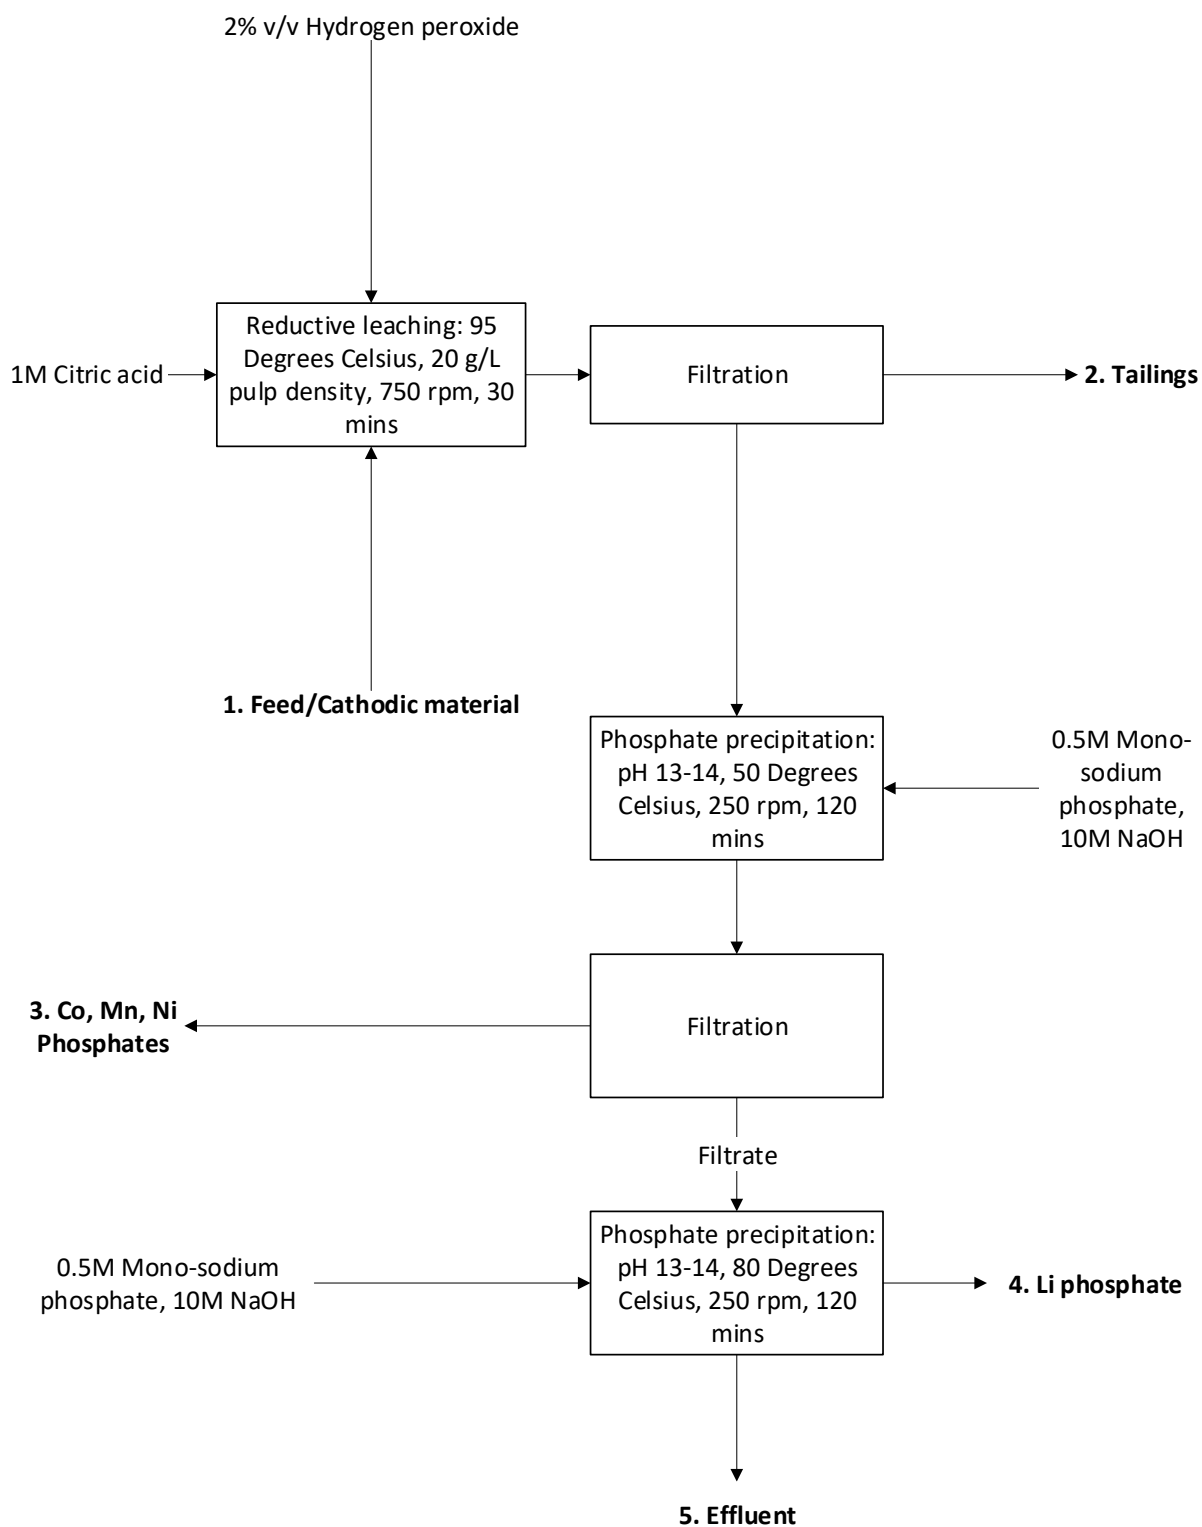 2% v/v Hydrogen peroxide
Reductive leaching: 95
Degrees Celsius, 20 g/L
pulp density, 750 rpm, 30
mins
1M Citric acid
Filtration
2. Tailings
1. Feed/Cathodic material
Phosphate precipitation:
pH 13-14, 50 Degrees
Celsius, 250 rpm, 120
mins
0.5M Mono-
sodium
phosphate,
10M NaOH
3. Co, Mn, Ni
Phosphates
Filtration
Filtrate
0.5M Mono-sodium
phosphate, 10M NaOH
Phosphate precipitation:
pH 13-14, 80 Degrees
Celsius, 250 rpm, 120
mins
4. Li phosphate
5. Effluent